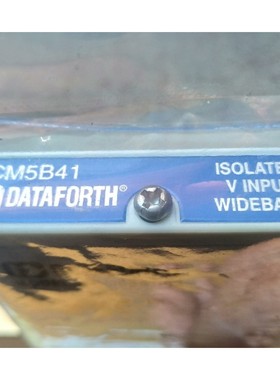 CM5B41
DATAFORTH®
ISOLATE
V INPU
WIDEBA